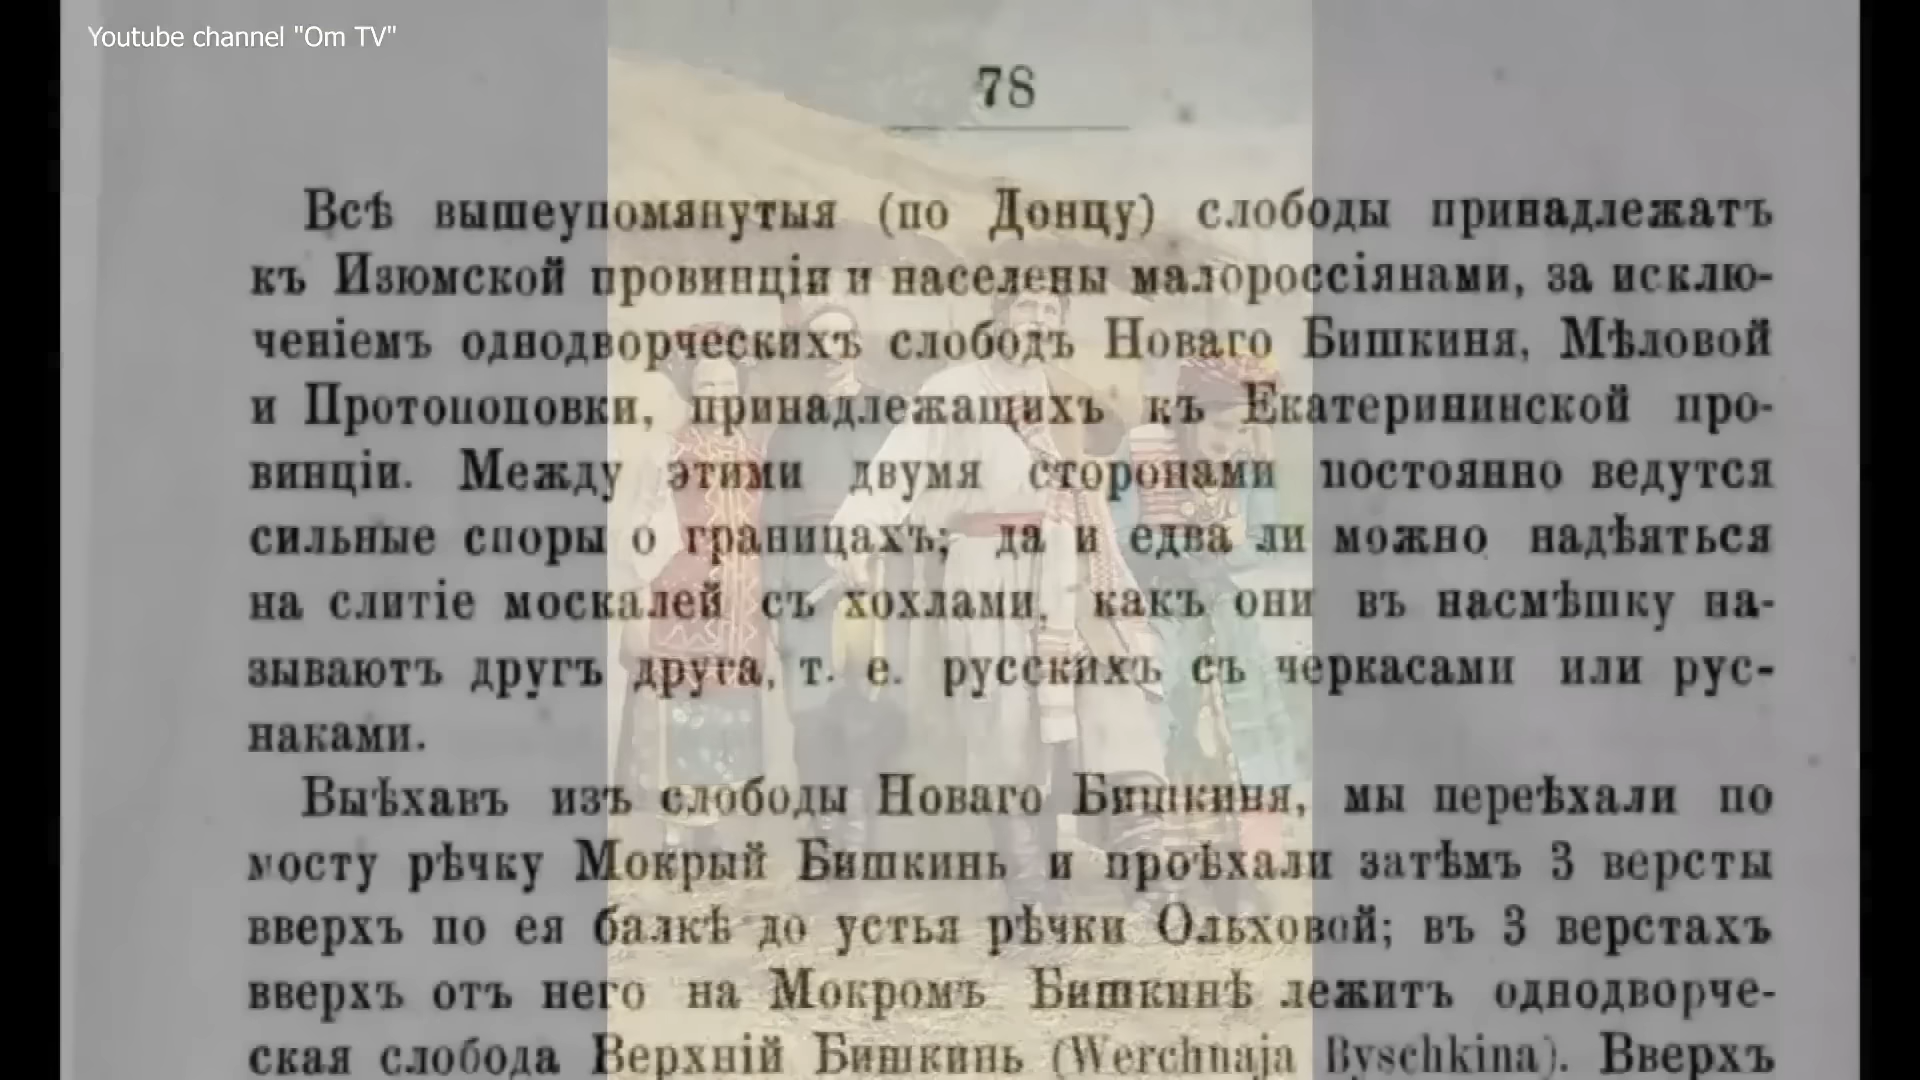 Youtube channel "Om TV"
78
Всѣ вышеупомянутыя (по Донцу) слободы принадлежатъ
къ Изюмской провинціи и населены малороссіянами, за исклю-
ченіемъ однодворческихъ слободъ Новаго Бишкиня, Мѣловой
и Протопоповки, принадлежащихъ къ Екатерининской про-
винціи. Между этими двумя сторонами постоянно ведутся
сильные споры о границахъ; да и едва ли можно надѣяться
на слитіе москалей съ хохлами, какъ они въ насмѣшку на-
зываютъ другъ друга, т. е. русскихъ съ черкасами или рус-
наками.
Выѣхавъ изъ слободы Новаго Бишкиня, мы переѣхали по
мосту рѣчку Мокрый Бишкинь и проѣхали затѣмъ 3 версты
вверхъ по ея балкѣ до устья рѣчки Ольховой; въ 3 верстахъ
вверхъ отъ него на Мокромъ Бишкинѣ лежитъ однодворче-
ская слобода Верхній Бишкинь (Werchnaja Byschkina). Вверхъ